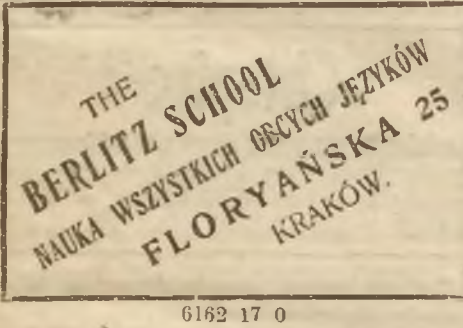 THE
BERLITZ SCHOOL
NAUKA WSZYSTKICH OBCYCH JĘZYKÓW
FLORYAŃSKA 25
KRAKÓW.
6162 17 0